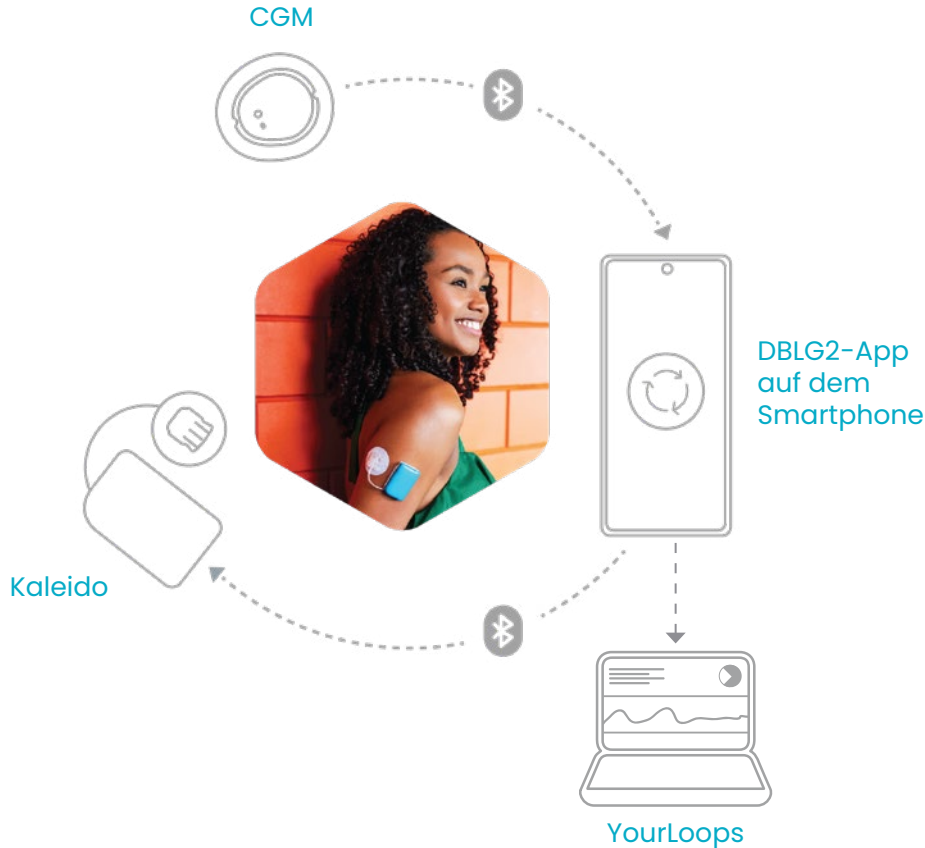 CGM
DBLG2-App
auf dem
Smartphone
Kaleido
YourLoops